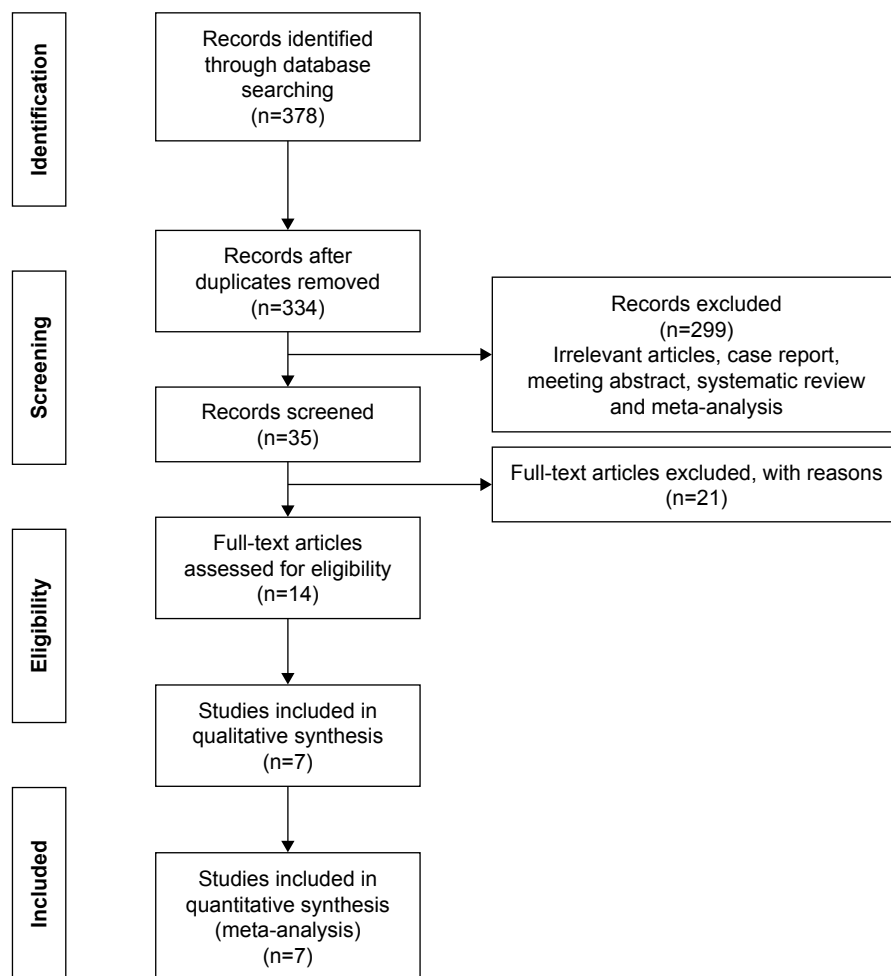 Identification
Records identified
through database
searching
(n=378)
Screening
Records after
duplicates removed
(n=334)
Records excluded
(n=299)
Irrelevant articles, case report,
meeting abstract, systematic review
and meta-analysis
Records screened
(n=35)
Full-text articles excluded, with reasons
(n=21)
Eligibility
Full-text articles
assessed for eligibility
(n=14)
Studies included in
qualitative synthesis
(n=7)
Included
Studies included in
quantitative synthesis
(meta-analysis)
(n=7)